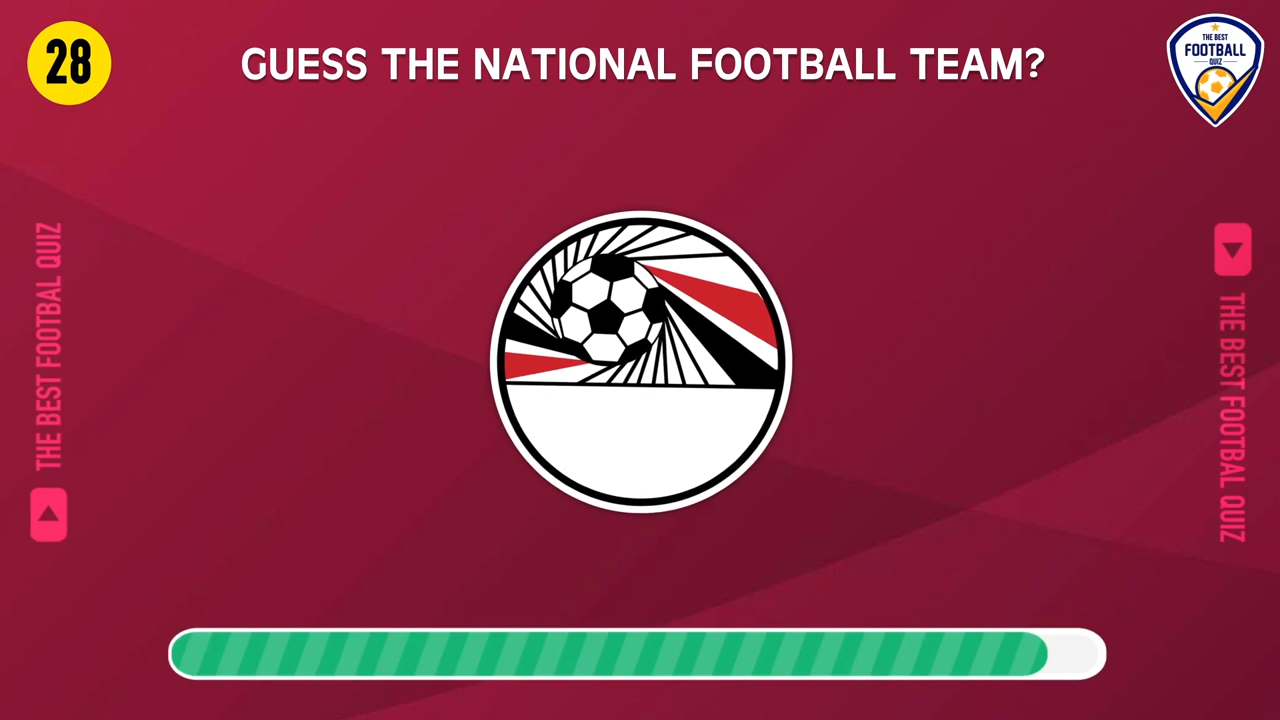 28
GUESS THE NATIONAL FOOTBALL TEAM?
THE BEST
FOOTBALL
QUIZ
THE BEST FOOTBAL QUIZ
THE BEST FOOTBAL QUIZ